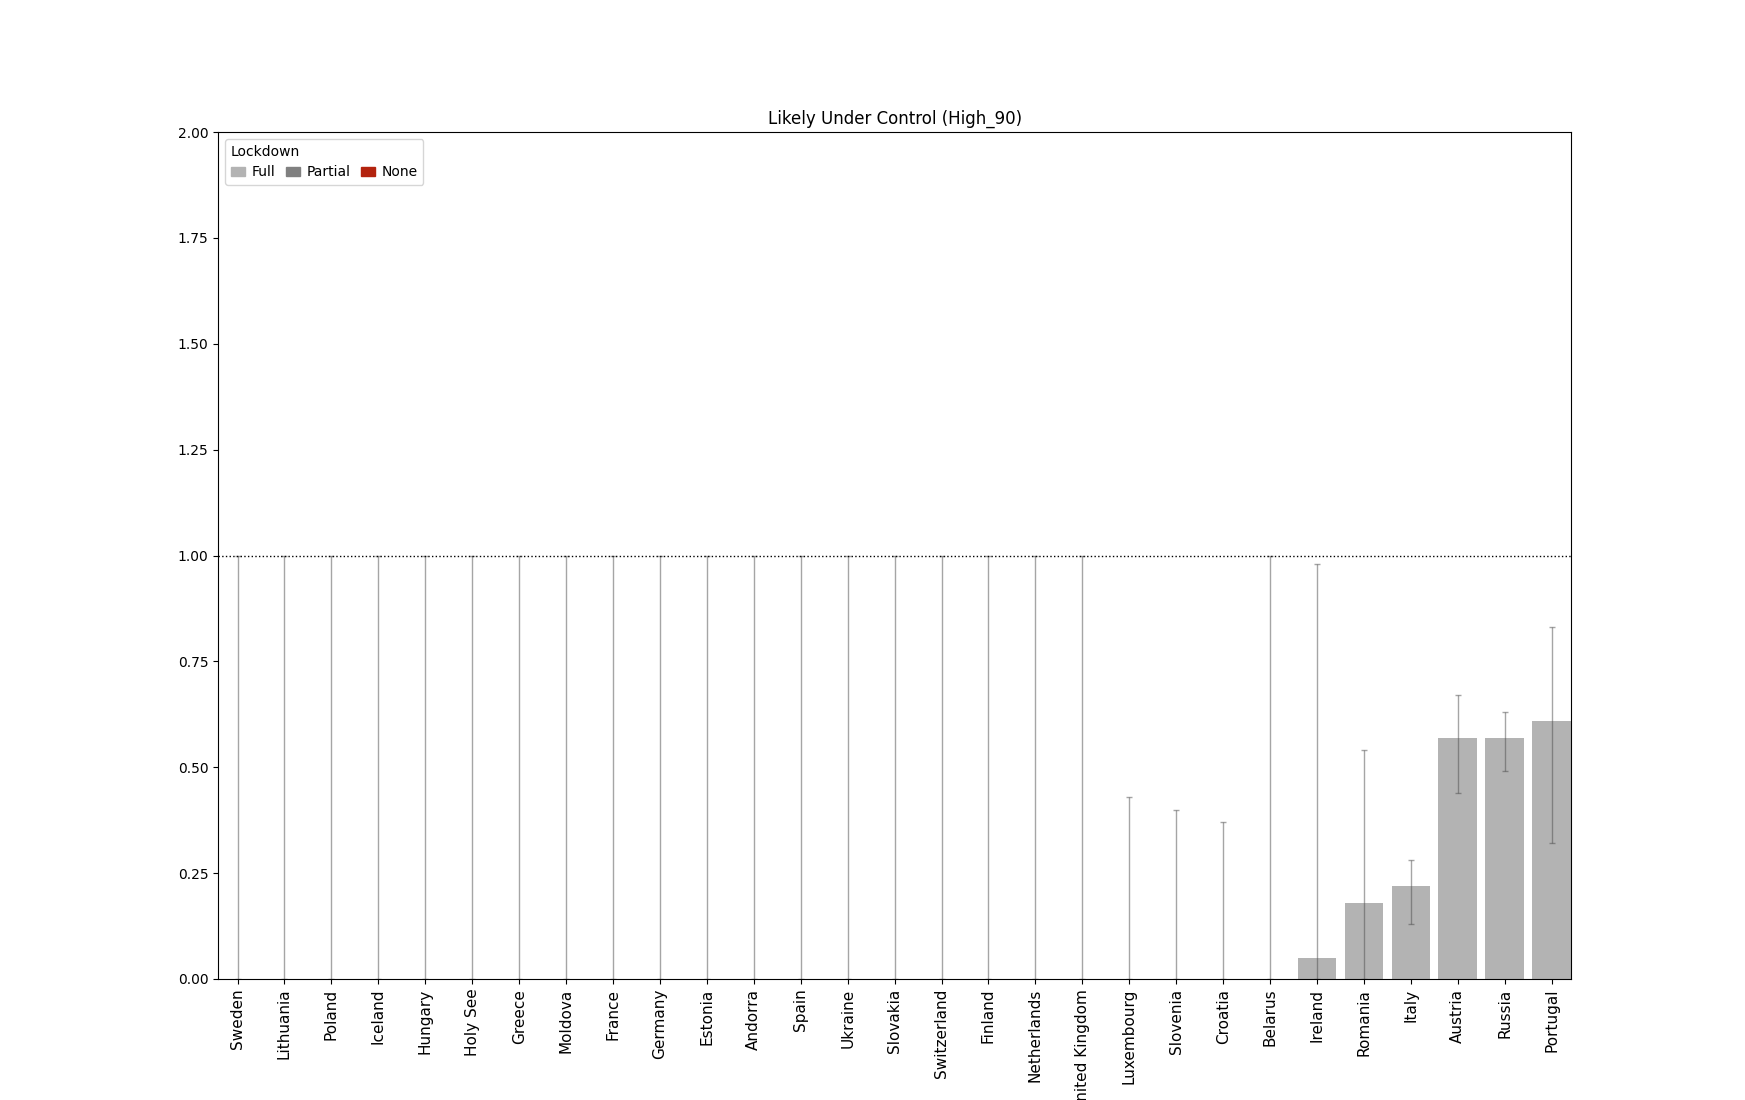 Likely Under Control (High_90)
Lockdown
Full Partial None
2.00
1.75
1.50
1.25
1.00
0.75
0.50
0.25
0.00
Sweden
Lithuania
Poland
Iceland
Hungary
Holy See
Greece
Moldova
France
Germany
Estonia
Andorra
Spain
Ukraine
Slovakia
Switzerland
Finland
Netherlands
nited Kingdom
Luxembourg
Slovenia
Croatia
Belarus
Ireland
Romania
Italy
Austria
Russia
Portugal